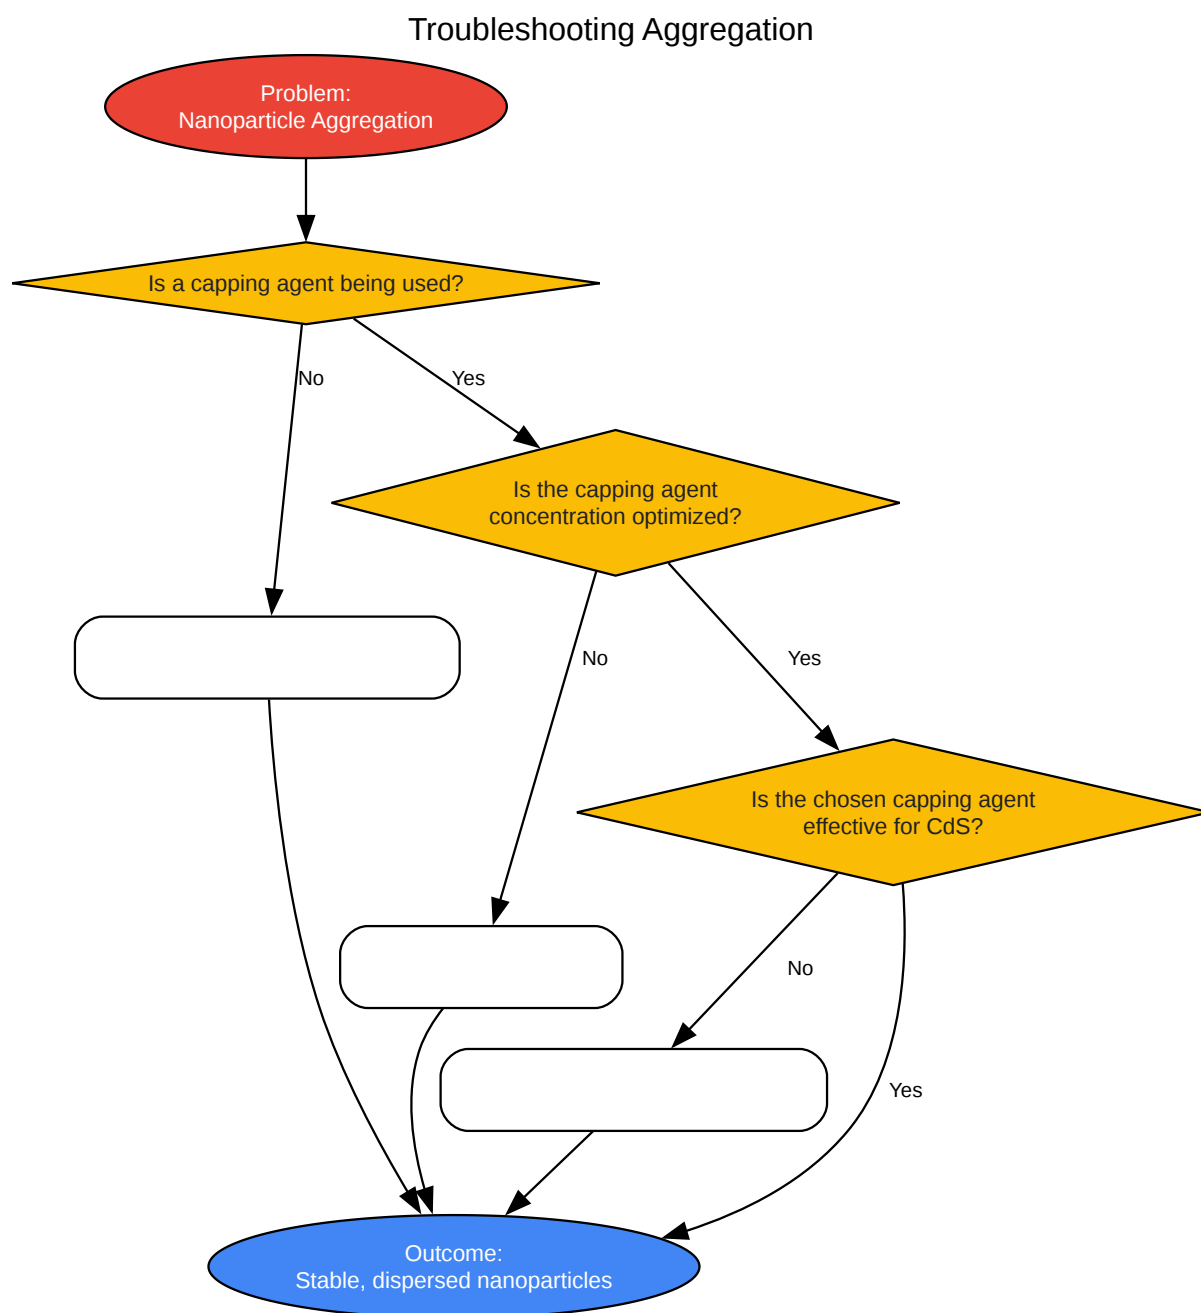 Troubleshooting Aggregation
Problem:
Nanoparticle Aggregation
Is a capping agent being used?
No
Yes
Is the capping agent
concentration optimized?
No
Yes
Is the chosen capping agent
effective for CdS?
No
Yes
Outcome:
Stable, dispersed nanoparticles